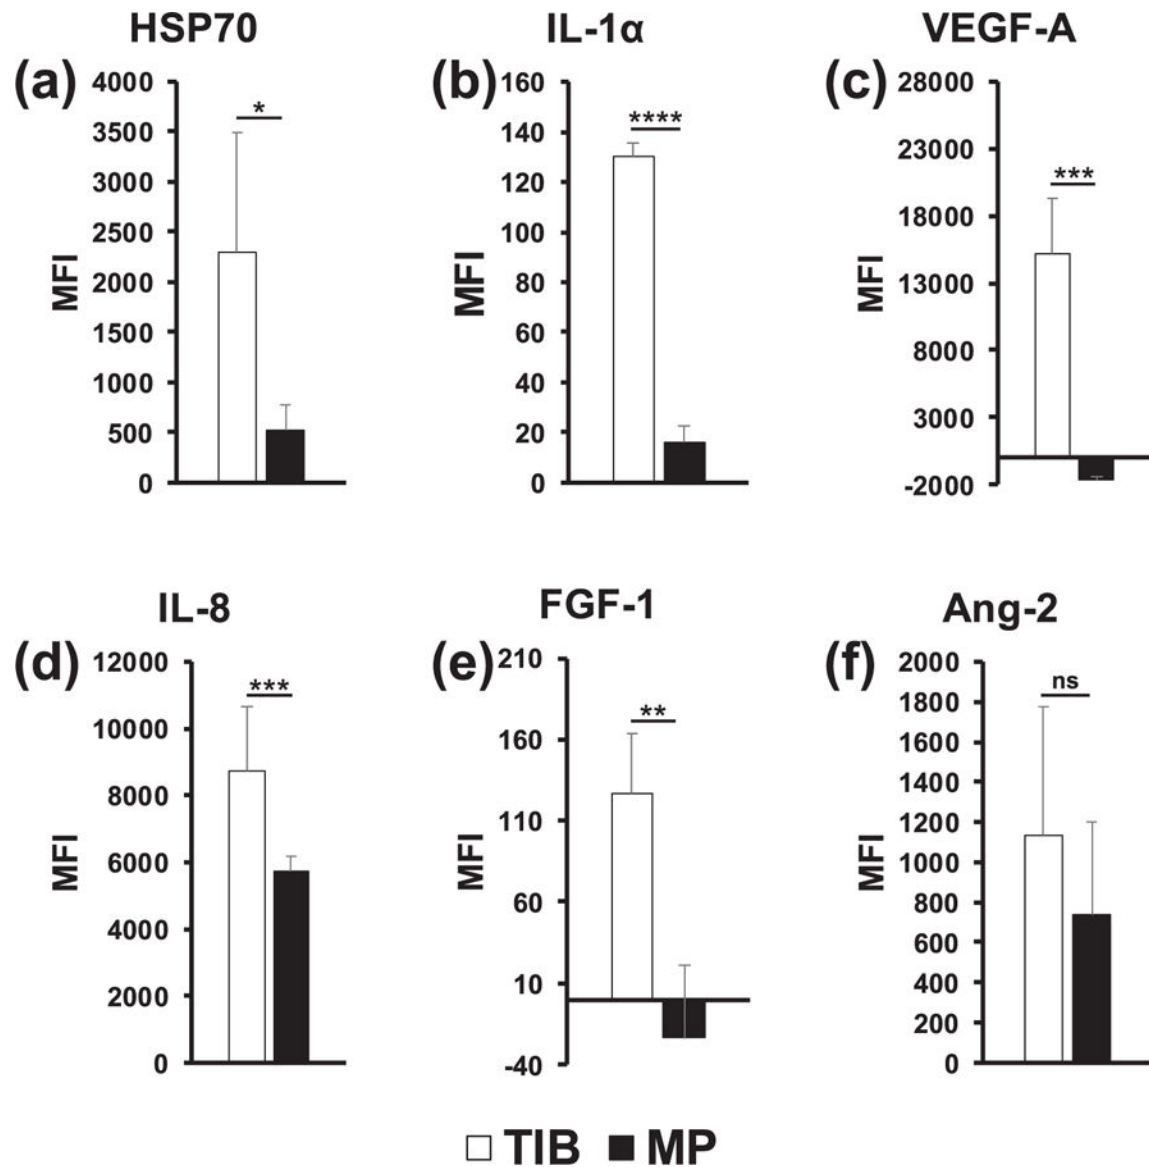 HSP70
(a)
4000
3500
3000
2500
2000
1500
1000
500
0
MFI
*
IL-1α
(b)
160
140
120
100
80
60
40
20
0
MFI
****
VEGF-A
(c)
28000
23000
18000
13000
8000
3000
-2000
MFI
***
IL-8
(d)
12000
10000
8000
6000
4000
2000
0
MFI
***
FGF-1
(e)
210
160
110
60
10
-40
MFI
**
Ang-2
(f)
2000
1800
1600
1400
1200
1000
800
600
400
200
0
MFI
ns
TIB MP